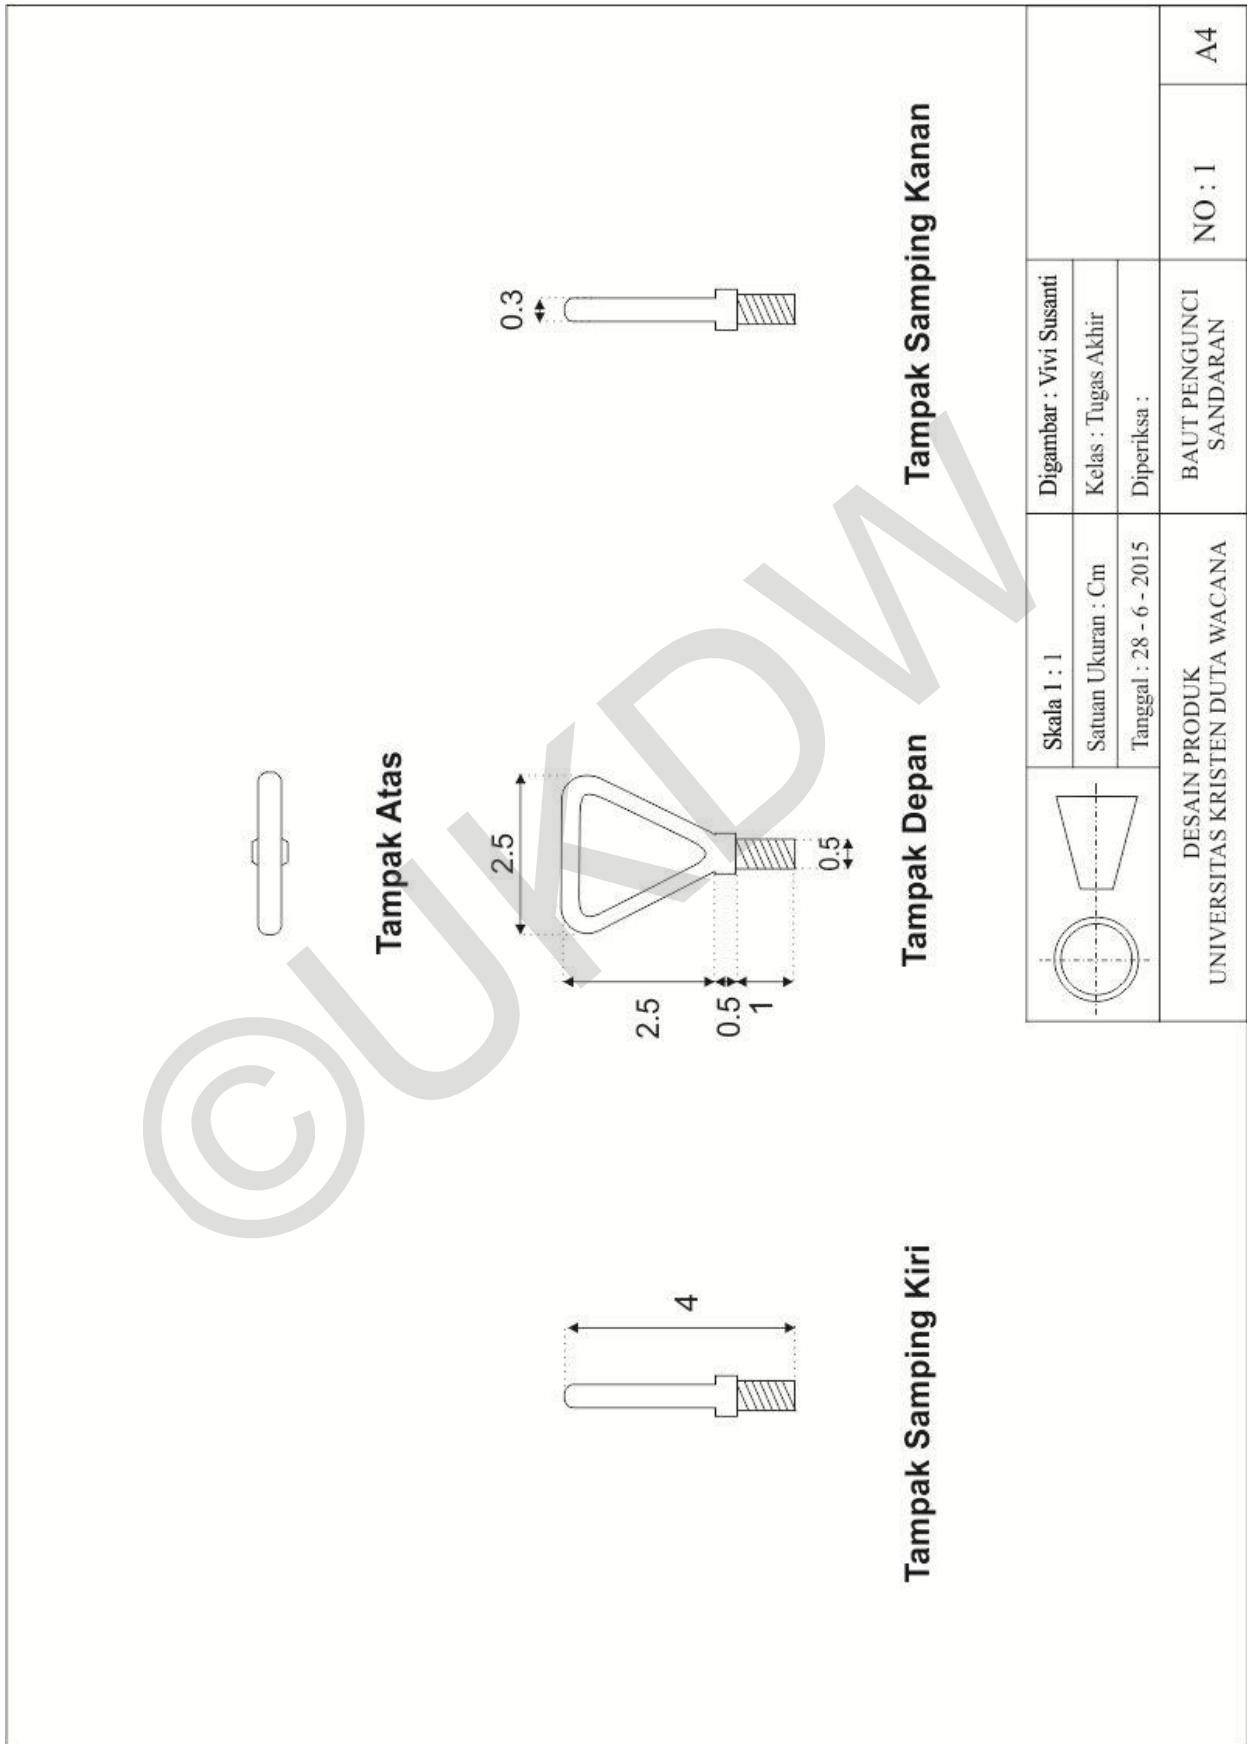 Tampak Atas
4
2.5
2.5
0.5
1
0.5
0.3
Tampak Samping Kiri
Tampak Depan
Tampak Samping Kanan
Skala 1 : 1
Digambar : Vivi Susanti
Satuan Ukuran : Cm
Kelas : Tugas Akhir
Tanggal : 28 - 6 - 2015
Diperiksa :
DESAIN PRODUK
UNIVERSITAS KRISTEN DUTA WACANA
BAUT PENGUNCI
SANDARAN
NO : 1
A4
©UKDW